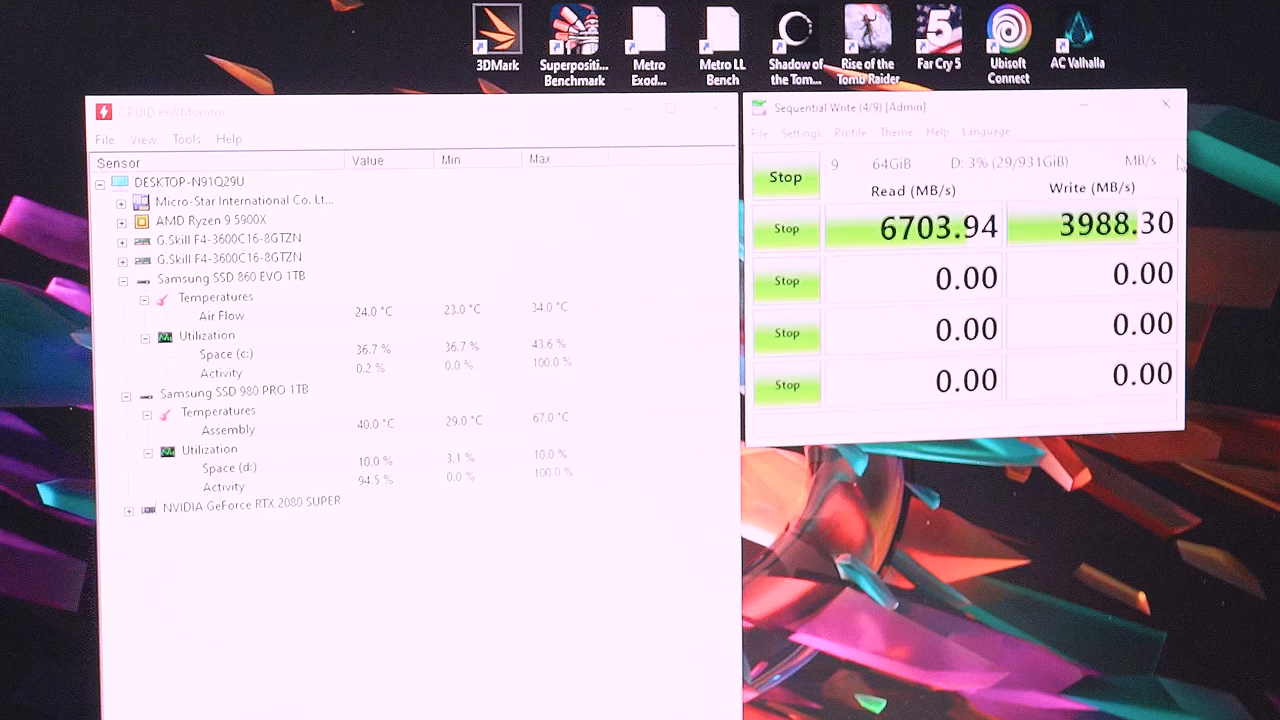 3DMark
Superpositi...
Benchmark
Metro
Exod...
Metro LL
Bench
Shadow of
the Tom...
Rise of the
Tomb Raider
5
Far Cry 5
Ubisoft
Connect
AC Valhalla
CPUID HWMonitor
File View Tools Help
Sensor Value Min Max
DESKTOP-N91Q29U
Micro-Star International Co. Lt...
AMD Ryzen 9 5900X
G.Skill F4-3600C16-8GTZN
G.Skill F4-3600C16-8GTZN
Samsung SSD 860 EVO 1TB
Temperatures
Air Flow 24.0 °C 23.0 °C 34.0 °C
Utilization
Space (c:) 36.7 % 36.7 % 43.6 %
Activity 0.2 % 0.0 % 100.0 %
Samsung SSD 980 PRO 1TB
Temperatures
Assembly 40.0 °C 29.0 °C 67.0 °C
Utilization
Space (d:) 10.0 % 3.1 % 10.0 %
Activity 94.5 % 0.0 % 100.0 %
NVIDIA GeForce RTX 2080 SUPER
Sequential Write (4/9) [Admin]
File Settings Profile Theme Help Language
Stop 9 64GiB D: 3% (29/931GiB) MB/s
Read (MB/s) Write (MB/s)
Stop 6703.94 3988.30
Stop 0.00 0.00
Stop 0.00 0.00
Stop 0.00 0.00